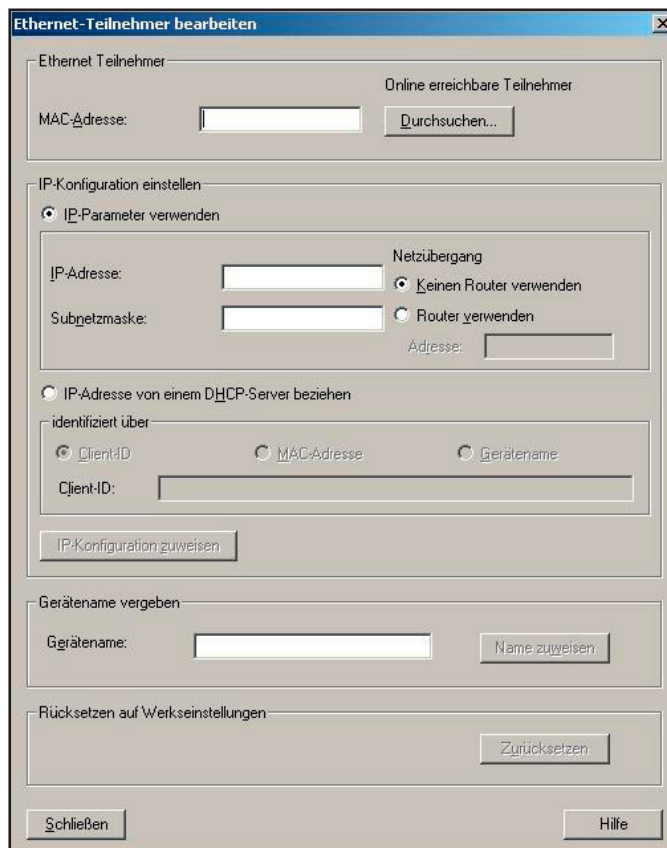 Ethernet-Teilnehmer bearbeiten
Ethernet Teilnehmer
Online erreichbare Teilnehmer
MAC-Adresse:
Durchsuchen...
IP-Konfiguration einstellen
IP-Parameter verwenden
Netzübergang
IP-Adresse:
Keinen Router verwenden
Subnetzmaske:
Router verwenden
Adresse:
IP-Adresse von einem DHCP-Server beziehen
identifiziert über
Client-ID MAC-Adresse Gerätename
Client-ID:
IP-Konfiguration zuweisen
Gerätename vergeben
Gerätename:
Name zuweisen
Rücksetzen auf Werkseinstellungen
Zurücksetzen
Schließen Hilfe